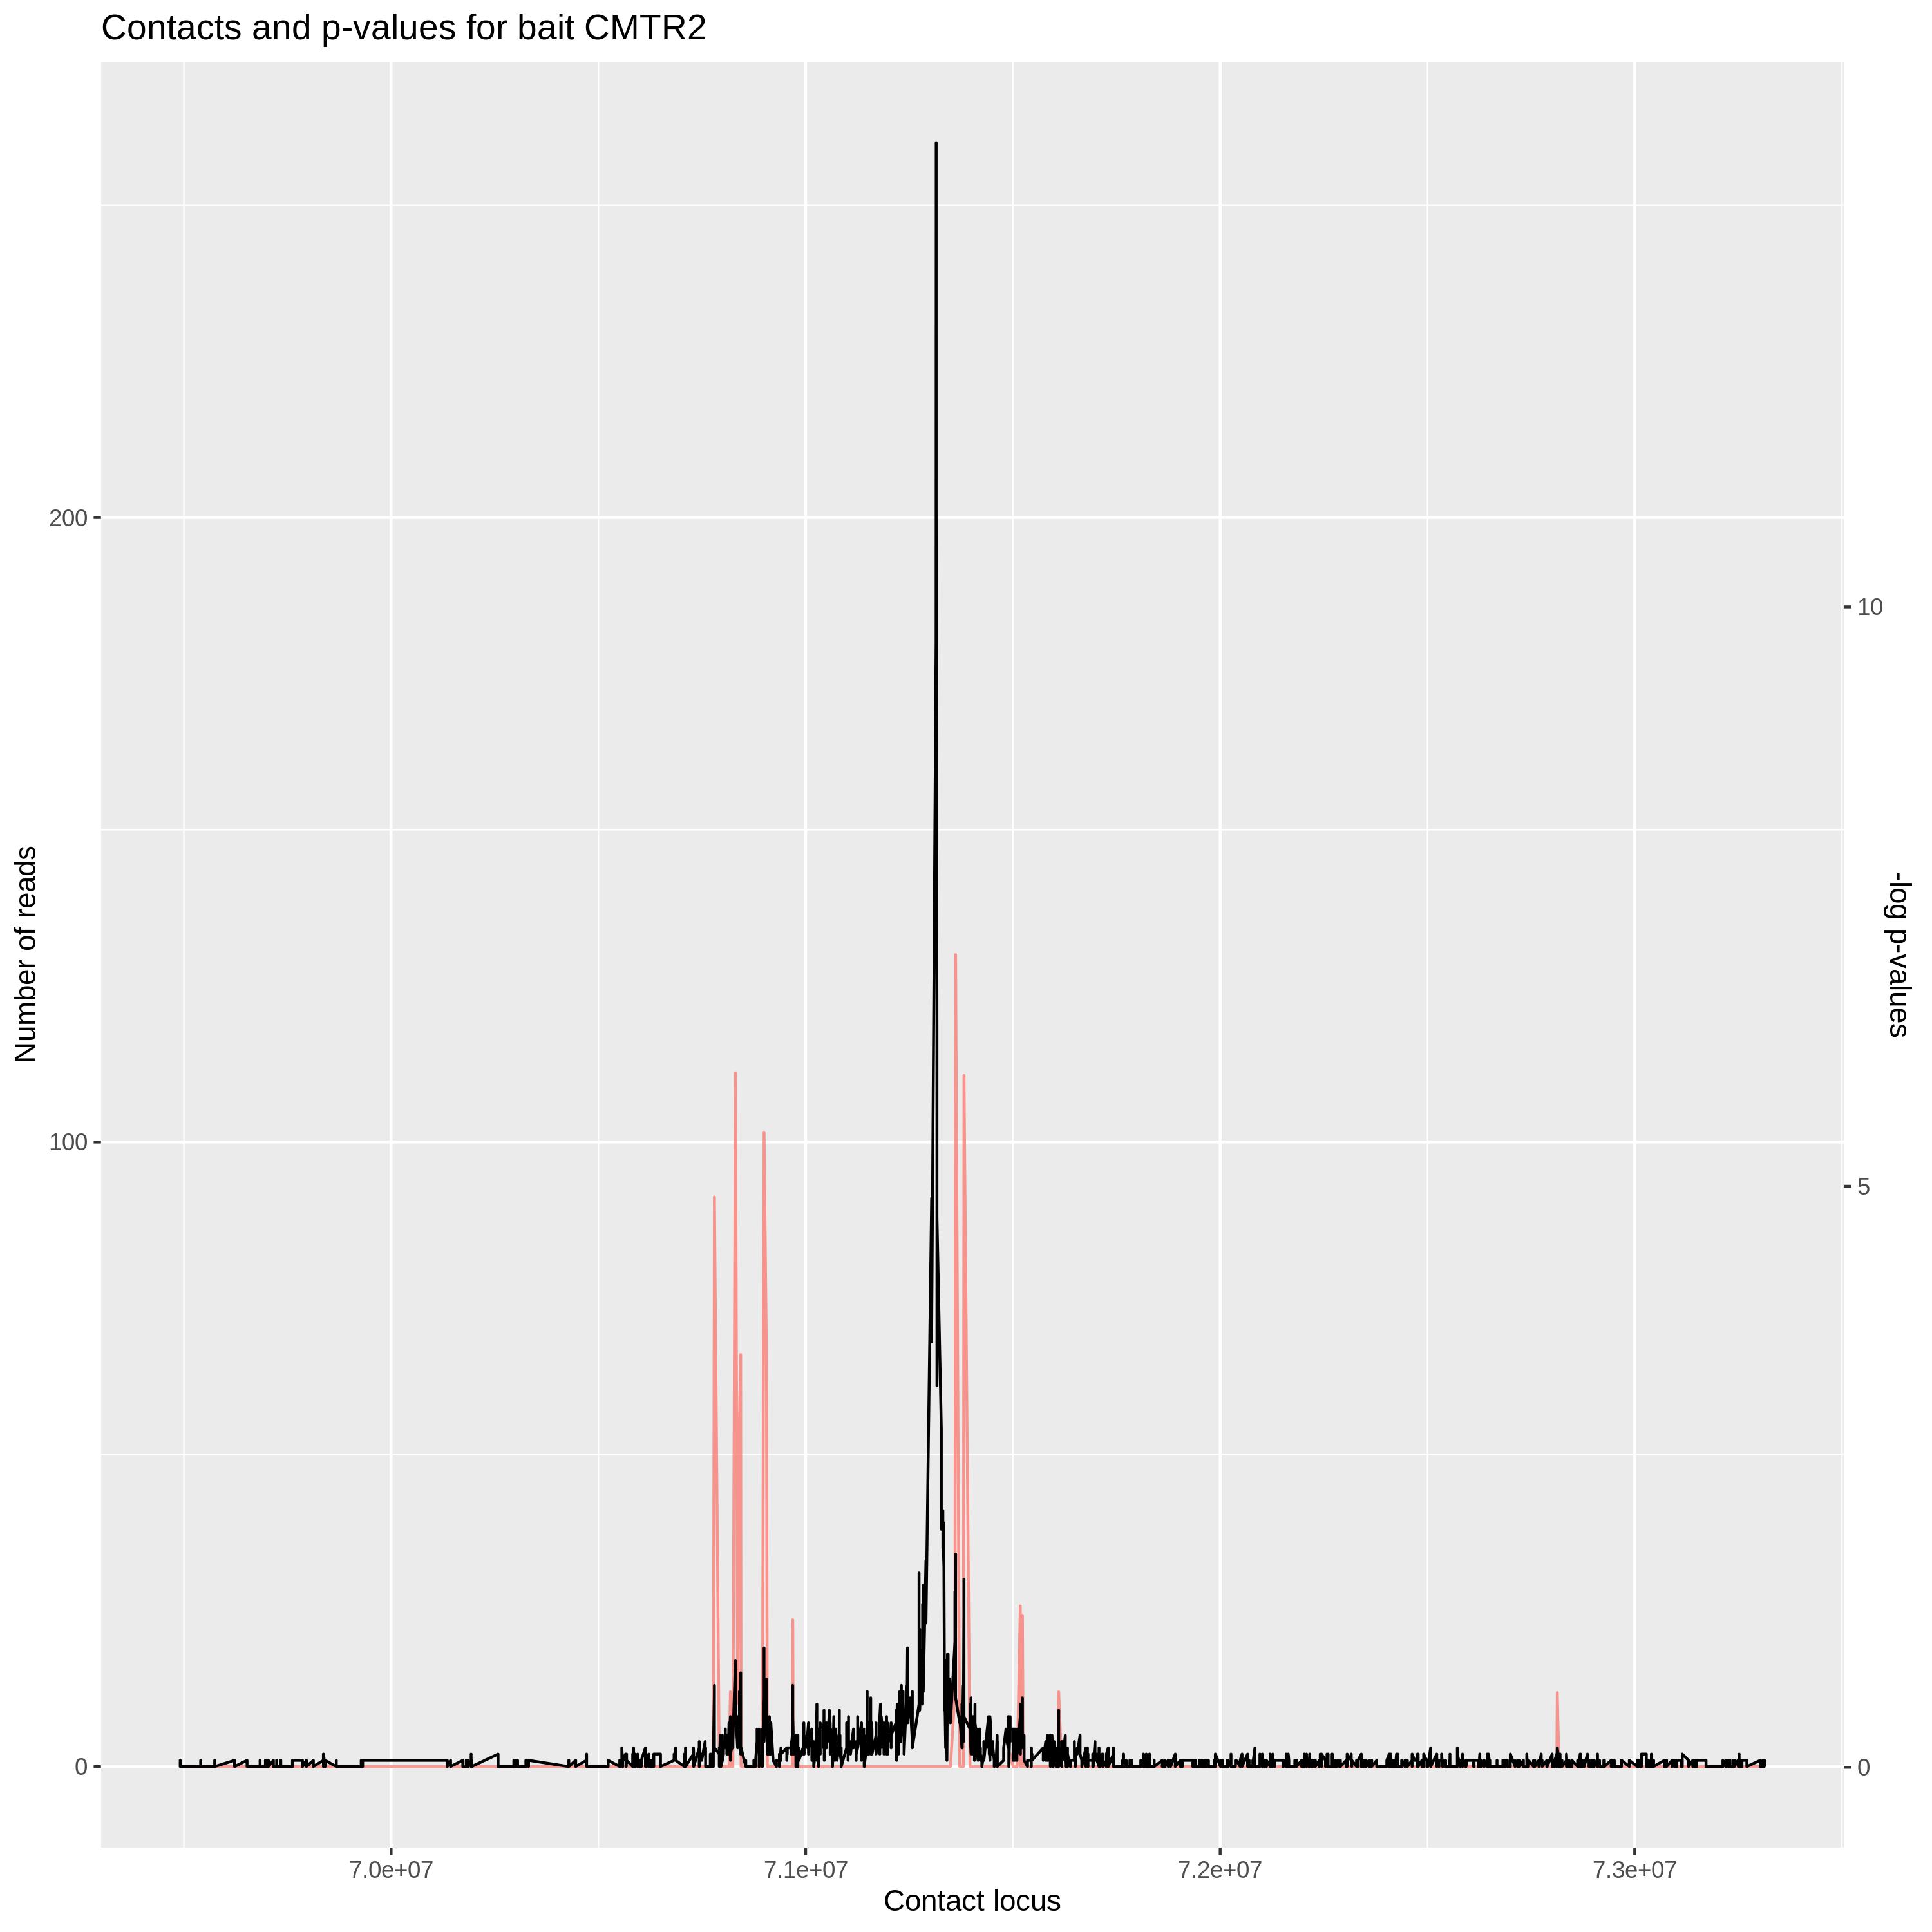 Contacts and p-values for bait CMTR2
Number of reads
200
100
0
10
5
0
-log p-values
7.0e+07
7.1e+07
7.2e+07
7.3e+07
Contact locus